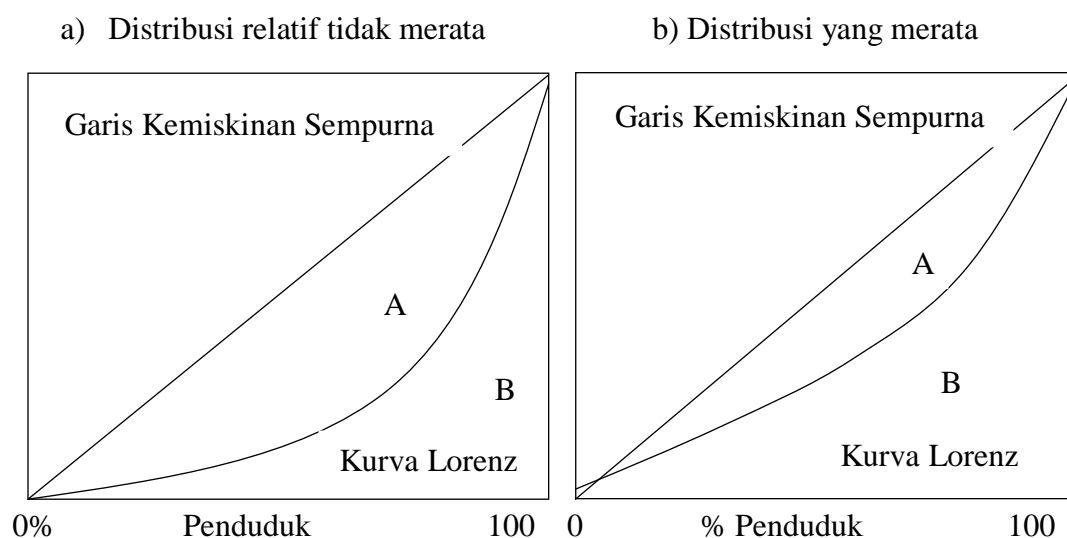 a) Distribusi relatif tidak merata
b) Distribusi yang merata
Garis Kemiskinan Sempurna
A
B
Kurva Lorenz
0% Penduduk 100
Garis Kemiskinan Sempurna
A
B
Kurva Lorenz
0 % Penduduk 100